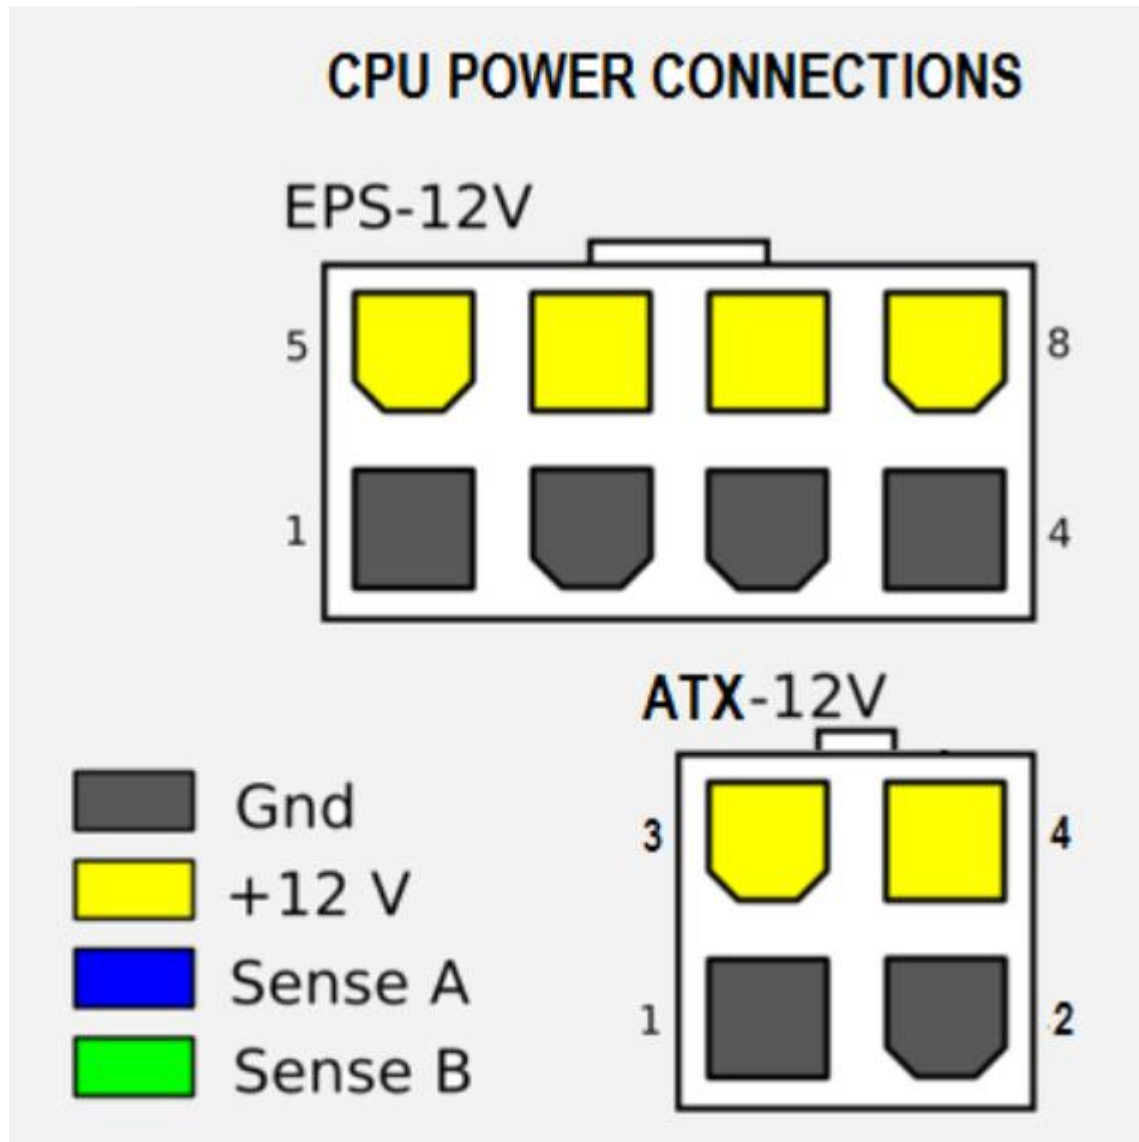 CPU POWER CONNECTIONS
EPS-12V
5 8
1 4
ATX-12V
Gnd
3 4
+12 V
Sense A
1 2
Sense B